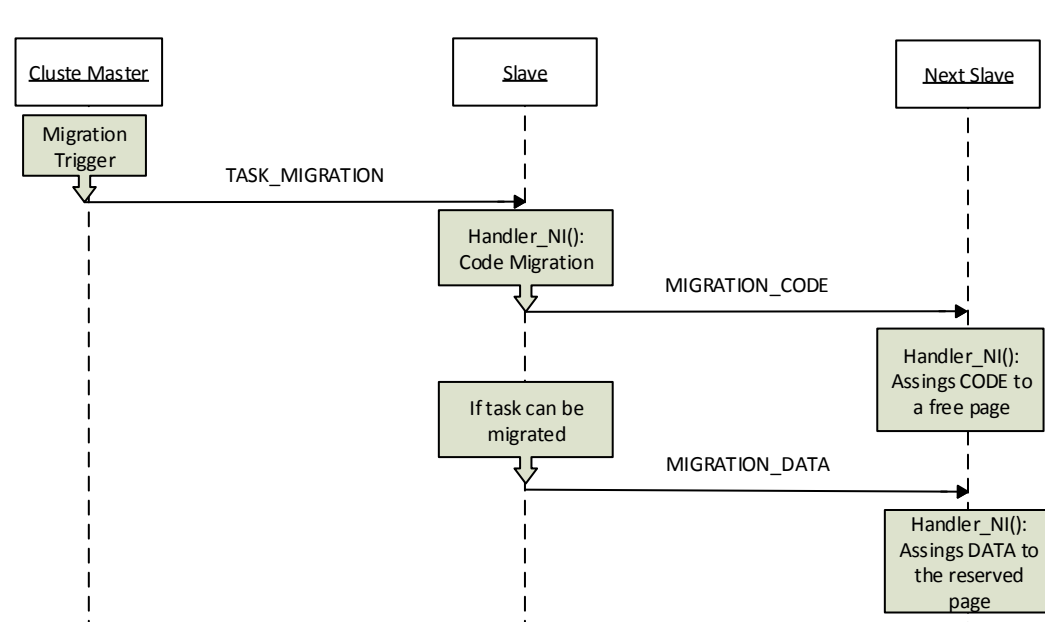 Cluste Master
Slave
Next Slave
Migration
Trigger
TASK_MIGRATION
Handler_NI():
Code Migration
MIGRATION_CODE
Handler_NI():
Assings CODE to
a free page
If task can be
migrated
MIGRATION_DATA
Handler_NI():
Assings DATA to
the reserved
page